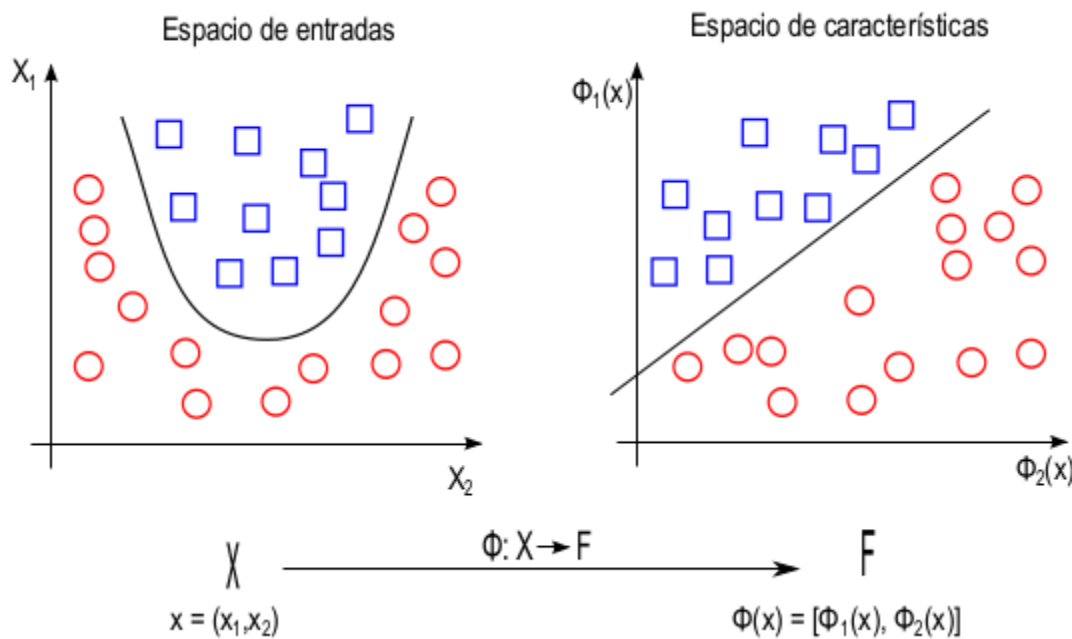 Espacio de entradas
Espacio de características
X₁
Φ₁(x)
X₂
Φ₂(x)
Φ: X→F
X
F
x = (x₁,x₂)
Φ(x) = [Φ₁(x), Φ₂(x)]